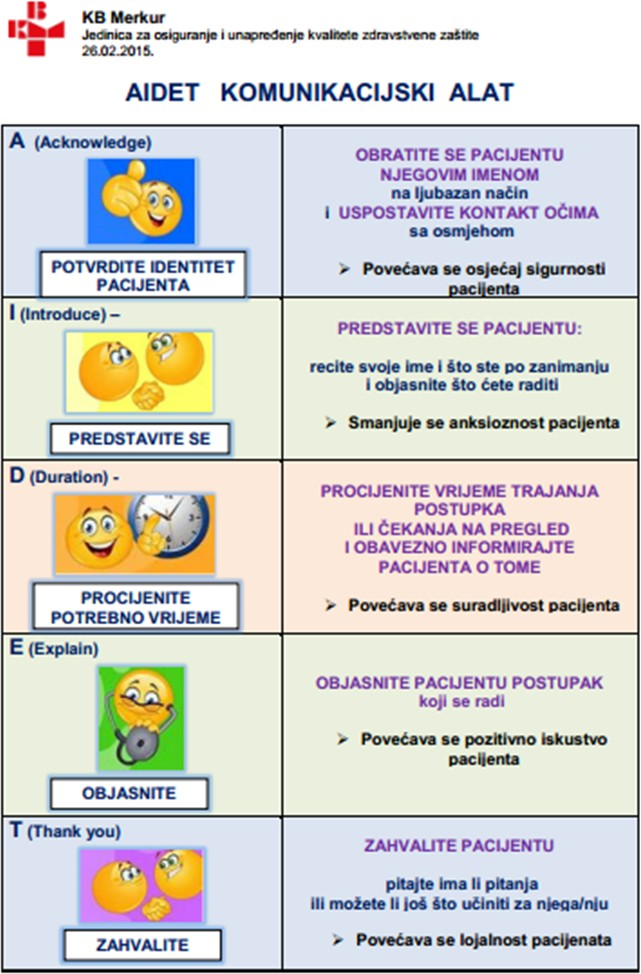 KBM
KB Merkur
Jedinica za osiguranje i unapređenje kvalitete zdravstvene zaštite
26.02.2015.
AIDET KOMUNIKACIJSKI ALAT
A (Acknowledge)
POTVRDITE IDENTITET
PACIJENTA
OBRATITE SE PACIJENTU
NJEGOVIM IMENOM
na ljubazan način
i USPOSTAVITE KONTAKT OČIMA
sa osmjehom
➢ Povećava se osjećaj sigurnosti
pacijenta
I (Introduce) –
PREDSTAVITE SE
PREDSTAVITE SE PACIJENTU:
recite svoje ime i što ste po zanimanju
i objasnite što ćete raditi
➢ Smanjuje se anksioznost pacijenta
D (Duration) -
PROCIJENITE
POTREBNO VRIJEME
PROCIJENITE VRIJEME TRAJANJA
POSTUPKA
ILI ČEKANJA NA PREGLED
I OBAVEZNO INFORMIRAJTE
PACIJENTA O TOME
➢ Povećava se suradljivost pacijenta
E (Explain)
OBJASNITE
OBJASNITE PACIJENTU POSTUPAK
koji se radi
➢ Povećava se pozitivno iskustvo
pacijenta
T (Thank you)
ZAHVALITE
ZAHVALITE PACIJENTU
pitajte ima li pitanja
ili možete li još što učiniti za njega/nju
➢ Povećava se lojalnost pacijenata